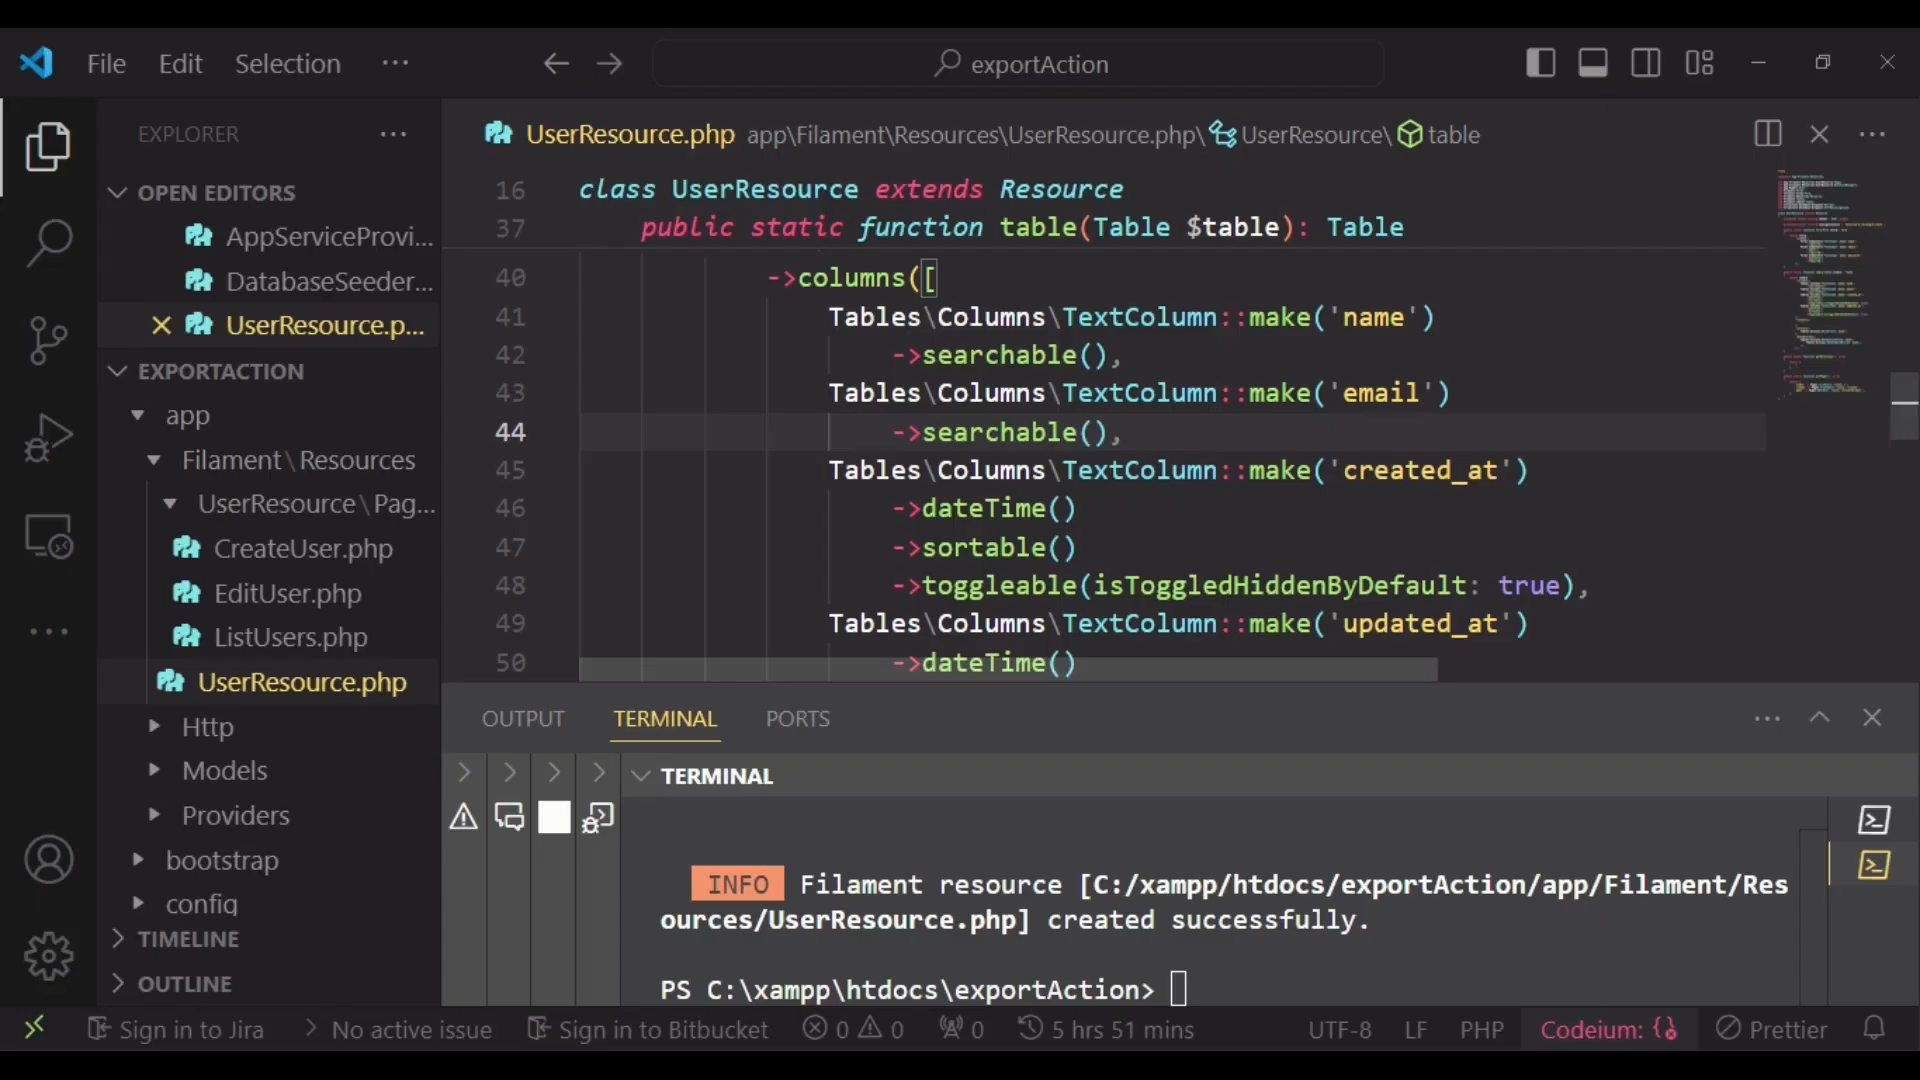 File Edit Selection ··· exportAction
EXPLORER ···
OPEN EDITORS
AppServiceProvi...
DatabaseSeeder...
UserResource.p...
EXPORTACTION
app
Filament\Resources
UserResource\Pag...
CreateUser.php
EditUser.php
ListUsers.php
UserResource.php
Http
Models
Providers
bootstrap
config
TIMELINE
OUTLINE
UserResource.php app\Filament\Resources\UserResource.php\UserResource\table
16 class UserResource extends Resource
37 public static function table(Table $table): Table
40 ->columns([
41 Tables\Columns\TextColumn::make('name')
42 ->searchable(),
43 Tables\Columns\TextColumn::make('email')
44 ->searchable(),
45 Tables\Columns\TextColumn::make('created_at')
46 ->dateTime()
47 ->sortable()
48 ->toggleable(isToggledHiddenByDefault: true),
49 Tables\Columns\TextColumn::make('updated_at')
50 ->dateTime()
OUTPUT TERMINAL PORTS
TERMINAL
INFO Filament resource [C:/xampp/htdocs/exportAction/app/Filament/Res
ources/UserResource.php] created successfully.
PS C:\xampp\htdocs\exportAction>
Sign in to Jira No active issue Sign in to Bitbucket 0 0 0 5 hrs 51 mins UTF-8 LF PHP Codeium: {} Prettier